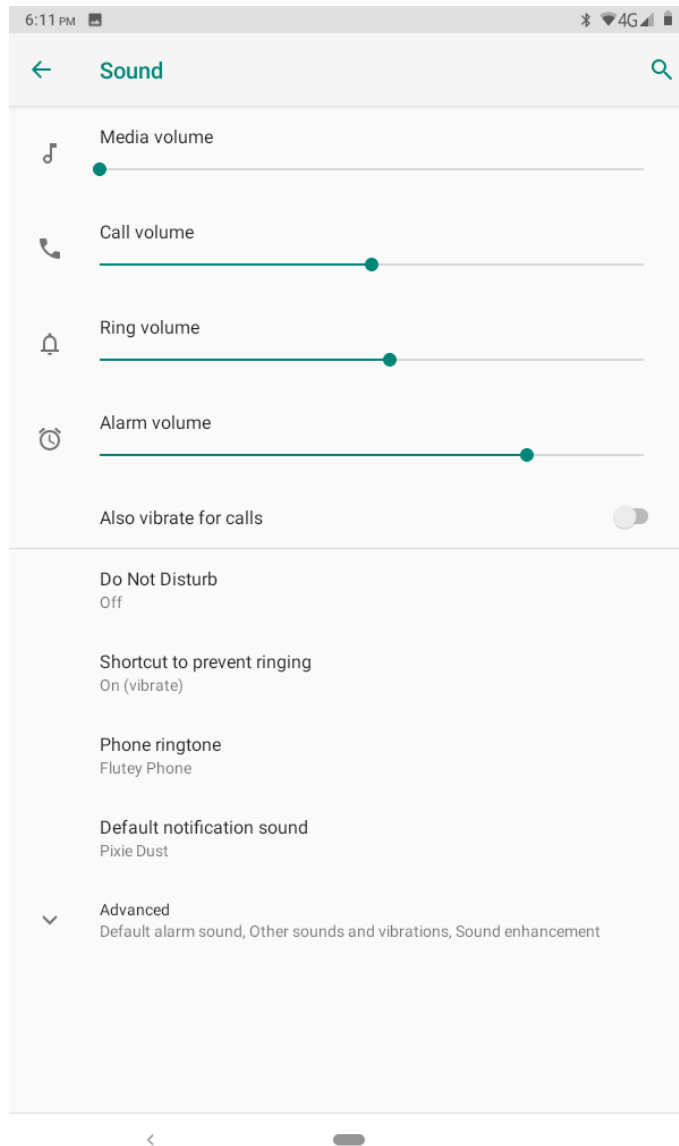 6:11 PM 4G
Sound
Media volume
Call volume
Ring volume
Alarm volume
Also vibrate for calls
Do Not Disturb
Off
Shortcut to prevent ringing
On (vibrate)
Phone ringtone
Flutey Phone
Default notification sound
Pixie Dust
Advanced
Default alarm sound, Other sounds and vibrations, Sound enhancement